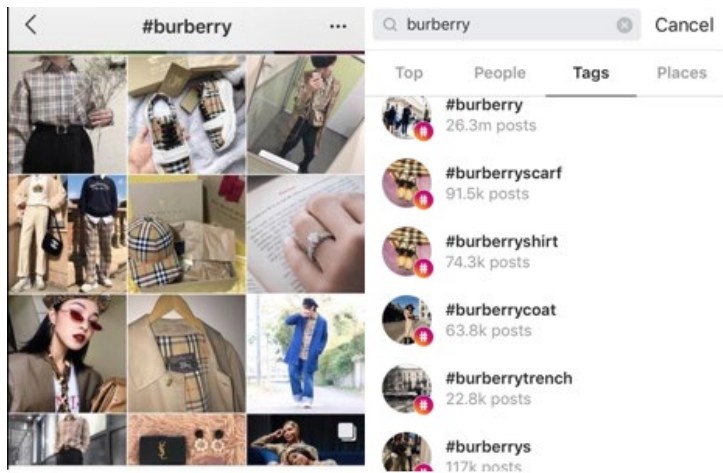 #burberry
burberry
Cancel
Top
People
Tags
Places
#burberry
26.3m posts
#burberryscarf
91.5k posts
#burberryshirt
74.3k posts
#burberrycoat
63.8k posts
#burberrytrench
22.8k posts
#burberrys
117k posts